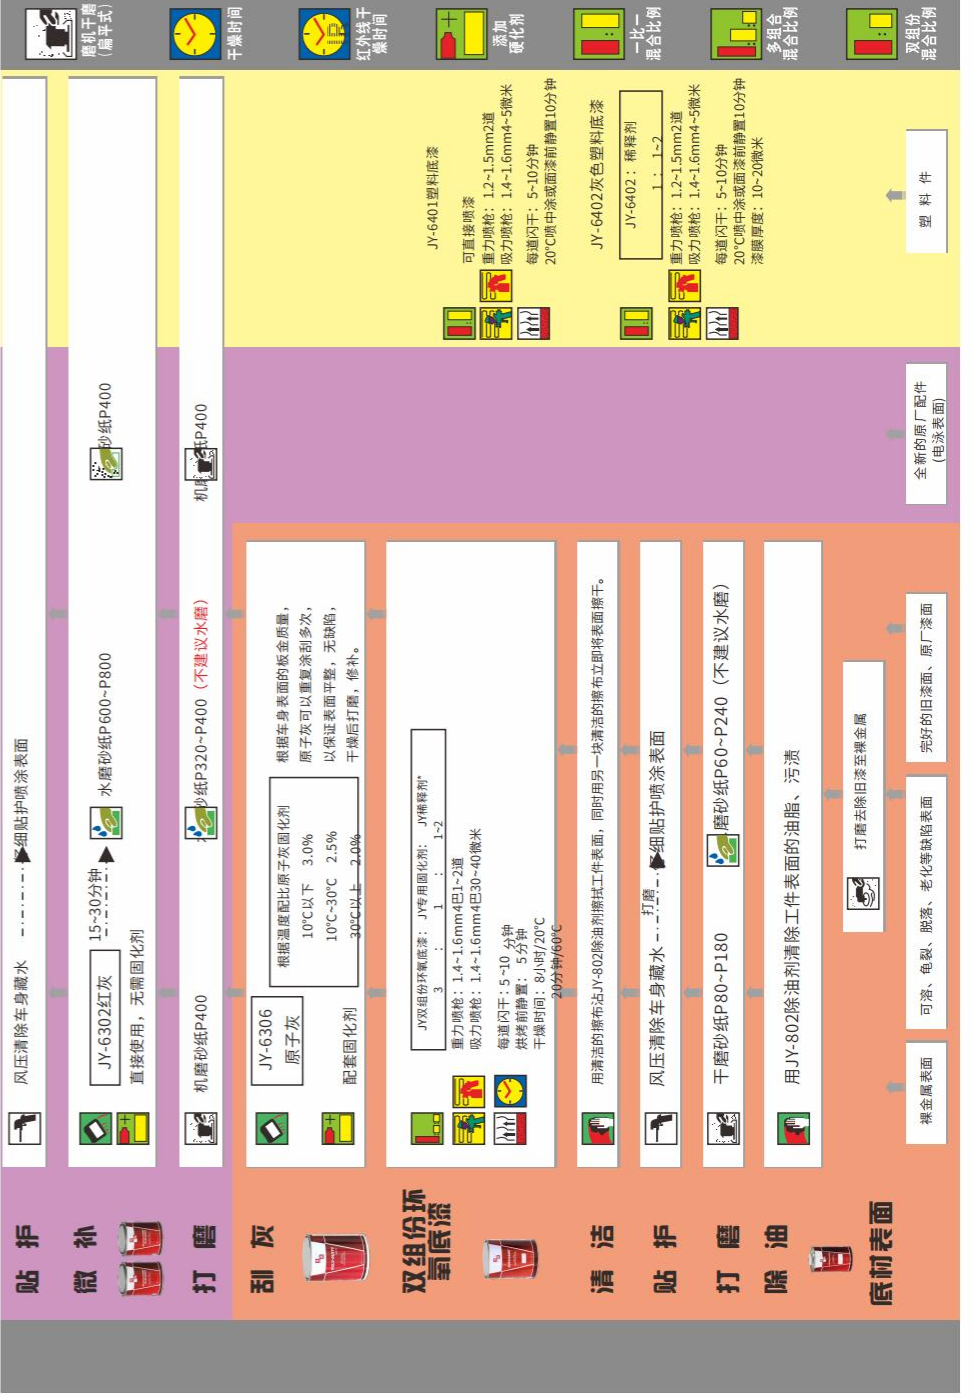 磨机干磨
(扁平式)
干燥时间
红外线干
燥时间
添加
硬化剂
一比一
混合比例
多组合
混合比例
双组份
混合比例
贴 护
风压清除车身藏水
仔细贴护喷涂表面
微 补
JY-6302红灰
直接使用，无需固化剂
15~30分钟
水磨砂纸P600~P800
砂纸P400
打 磨
机磨砂纸P400
砂纸P320~P400（不建议水磨）
机磨砂纸P400
刮 灰
JY-6306
原子灰
配套固化剂
根据温度配比原子灰固化剂
10℃以下 3.0%
10℃~30℃ 2.5%
30℃以上 2.0%
根据车身表面的板金质量，
原子灰可以重复涂刮多次，
以保证表面平整，无缺陷，
干燥后打磨，修补。
双组份环
氧底漆
JY双组份环氧底漆： JY专用固化剂： JY稀释剂*
3 : 1 : 1~2
重力喷枪：1.4~1.6mm4巴1~2道
吸力喷枪：1.4~1.6mm4巴30~40微米
每道闪干：5~10 分钟
烘烤前静置： 5分钟
干燥时间：8小时/20℃
20分钟/60℃
清 洁
用清洁的擦布沾JY-802除油剂擦拭工件表面，同时用另一块清洁的擦布立即将表面擦干。
贴 护
风压清除车身藏水
打磨
仔细贴护喷涂表面
打 磨
干磨砂纸P80~P180
磨砂纸P60~P240（不建议水磨）
除 油
用JY-802除油剂清除工件表面的油脂、污渍
底材表面
打磨去除旧漆至裸金属
裸金属表面
可溶、龟裂、脱落、老化等缺陷表面
完好的旧漆面、原厂漆面
全新的原厂配件
(电泳表面)
塑 料 件
JY-6401塑料底漆
可直接喷漆
重力喷枪：1.2~1.5mm2道
吸力喷枪：1.4~1.6mm4~5微米
每道闪干：5~10分钟
20℃喷中涂或面漆前静置10分钟
JY-6402灰色塑料底漆
JY-6402：稀释剂
1 : 1~2
重力喷枪：1.2~1.5mm2道
吸力喷枪：1.4~1.6mm4~5微米
每道闪干：5~10分钟
20℃喷中涂或面漆前静置10分钟
漆膜厚度：10~20微米